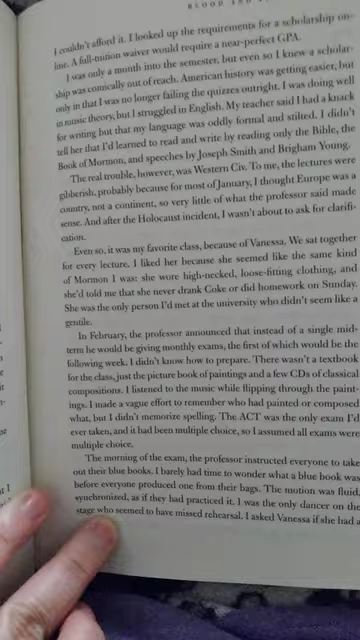 BLOOD AND
I couldn't afford it. I looked up the requirements for a scholarship on-
line. A full-tuition waiver would require a near-perfect GPA.
I was only a month into the semester, but even so I knew a scholar-
ship was comically out of reach. American history was getting easier, but
only in that I was no longer failing the quizzes outright. I was doing well
in music theory, but I struggled in English. My teacher said I had a knack
for writing but that my language was oddly formal and stilted. I didn't
tell her that I'd learned to read and write by reading only the Bible, the
Book of Mormon, and speeches by Joseph Smith and Brigham Young.
The real trouble, however, was Western Civ. To me, the lectures were
gibberish, probably because for most of January, I thought Europe was a
country, not a continent, so very little of what the professor said made
sense. And after the Holocaust incident, I wasn't about to ask for clarifi-
cation.
Even so, it was my favorite class, because of Vanessa. We sat together
for every lecture. I liked her because she seemed like the same kind
of Mormon I was: she wore high-necked, loose-fitting clothing, and
she'd told me that she never drank Coke or did homework on Sunday.
She was the only person I'd met at the university who didn't seem like a
gentile.
In February, the professor announced that instead of a single mid-
term he would be giving monthly exams, the first of which would be the
following week. I didn't know how to prepare. There wasn't a textbook
for the class, just the picture book of paintings and a few CDs of classical
compositions. I listened to the music while flipping through the paint-
ings. I made a vague effort to remember who had painted or composed
what, but I didn't memorize spelling. The ACT was the only exam I'd
ever taken, and it had been multiple choice, so I assumed all exams were
multiple choice.
The morning of the exam, the professor instructed everyone to take
out their blue books. I barely had time to wonder what a blue book was
before everyone produced one from their bags. The motion was fluid,
synchronized, as if they had practiced it. I was the only dancer on the
stage who seemed to have missed rehearsal. I asked Vanessa if she had a